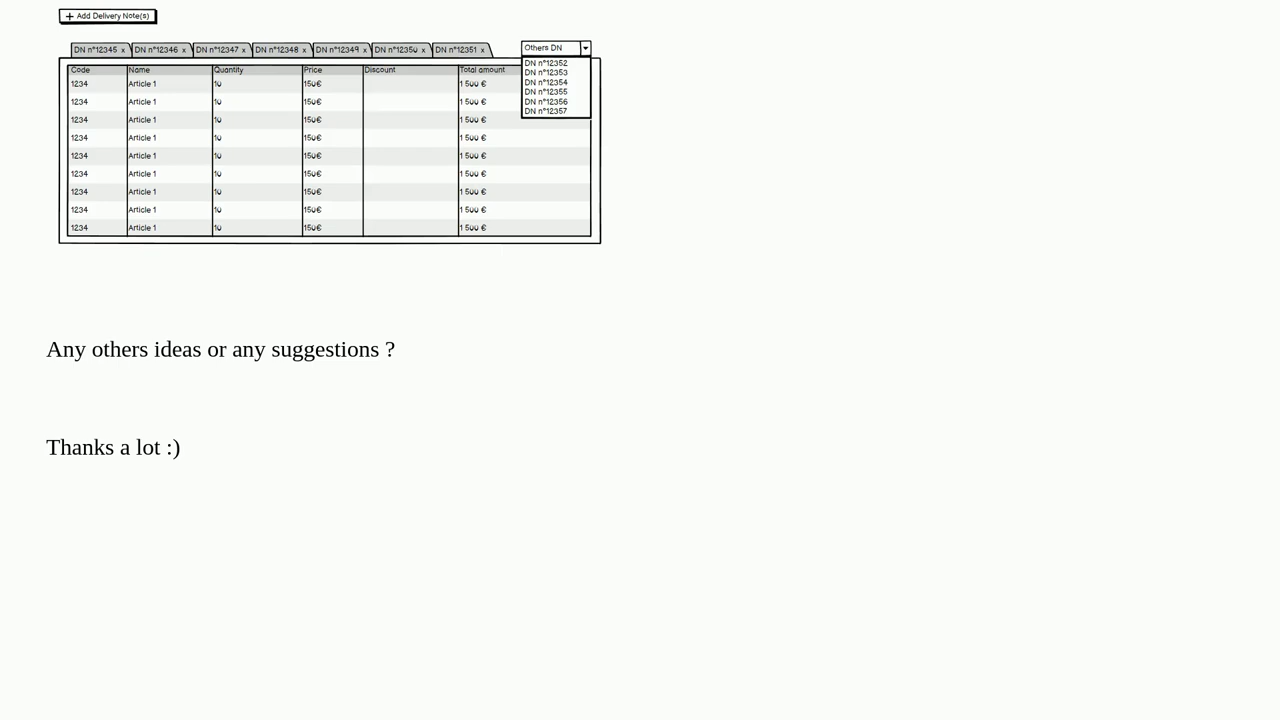 + Add Delivery Note(s)
DN n°12345 x DN n°12346 x DN n°12347 x DN n°12348 x DN n°12349 x DN n°12350 x DN n°12351 x Others DN
DN n°12352
DN n°12353
DN n°12354
DN n°12355
DN n°12356
DN n°12357
Code Name Quantity Price Discount Total amount
1234 Article 1 10 150€ 1 500 €
1234 Article 1 10 150€ 1 500 €
1234 Article 1 10 150€ 1 500 €
1234 Article 1 10 150€ 1 500 €
1234 Article 1 10 150€ 1 500 €
1234 Article 1 10 150€ 1 500 €
1234 Article 1 10 150€ 1 500 €
1234 Article 1 10 150€ 1 500 €
1234 Article 1 10 150€ 1 500 €
Any others ideas or any suggestions ?
Thanks a lot :)